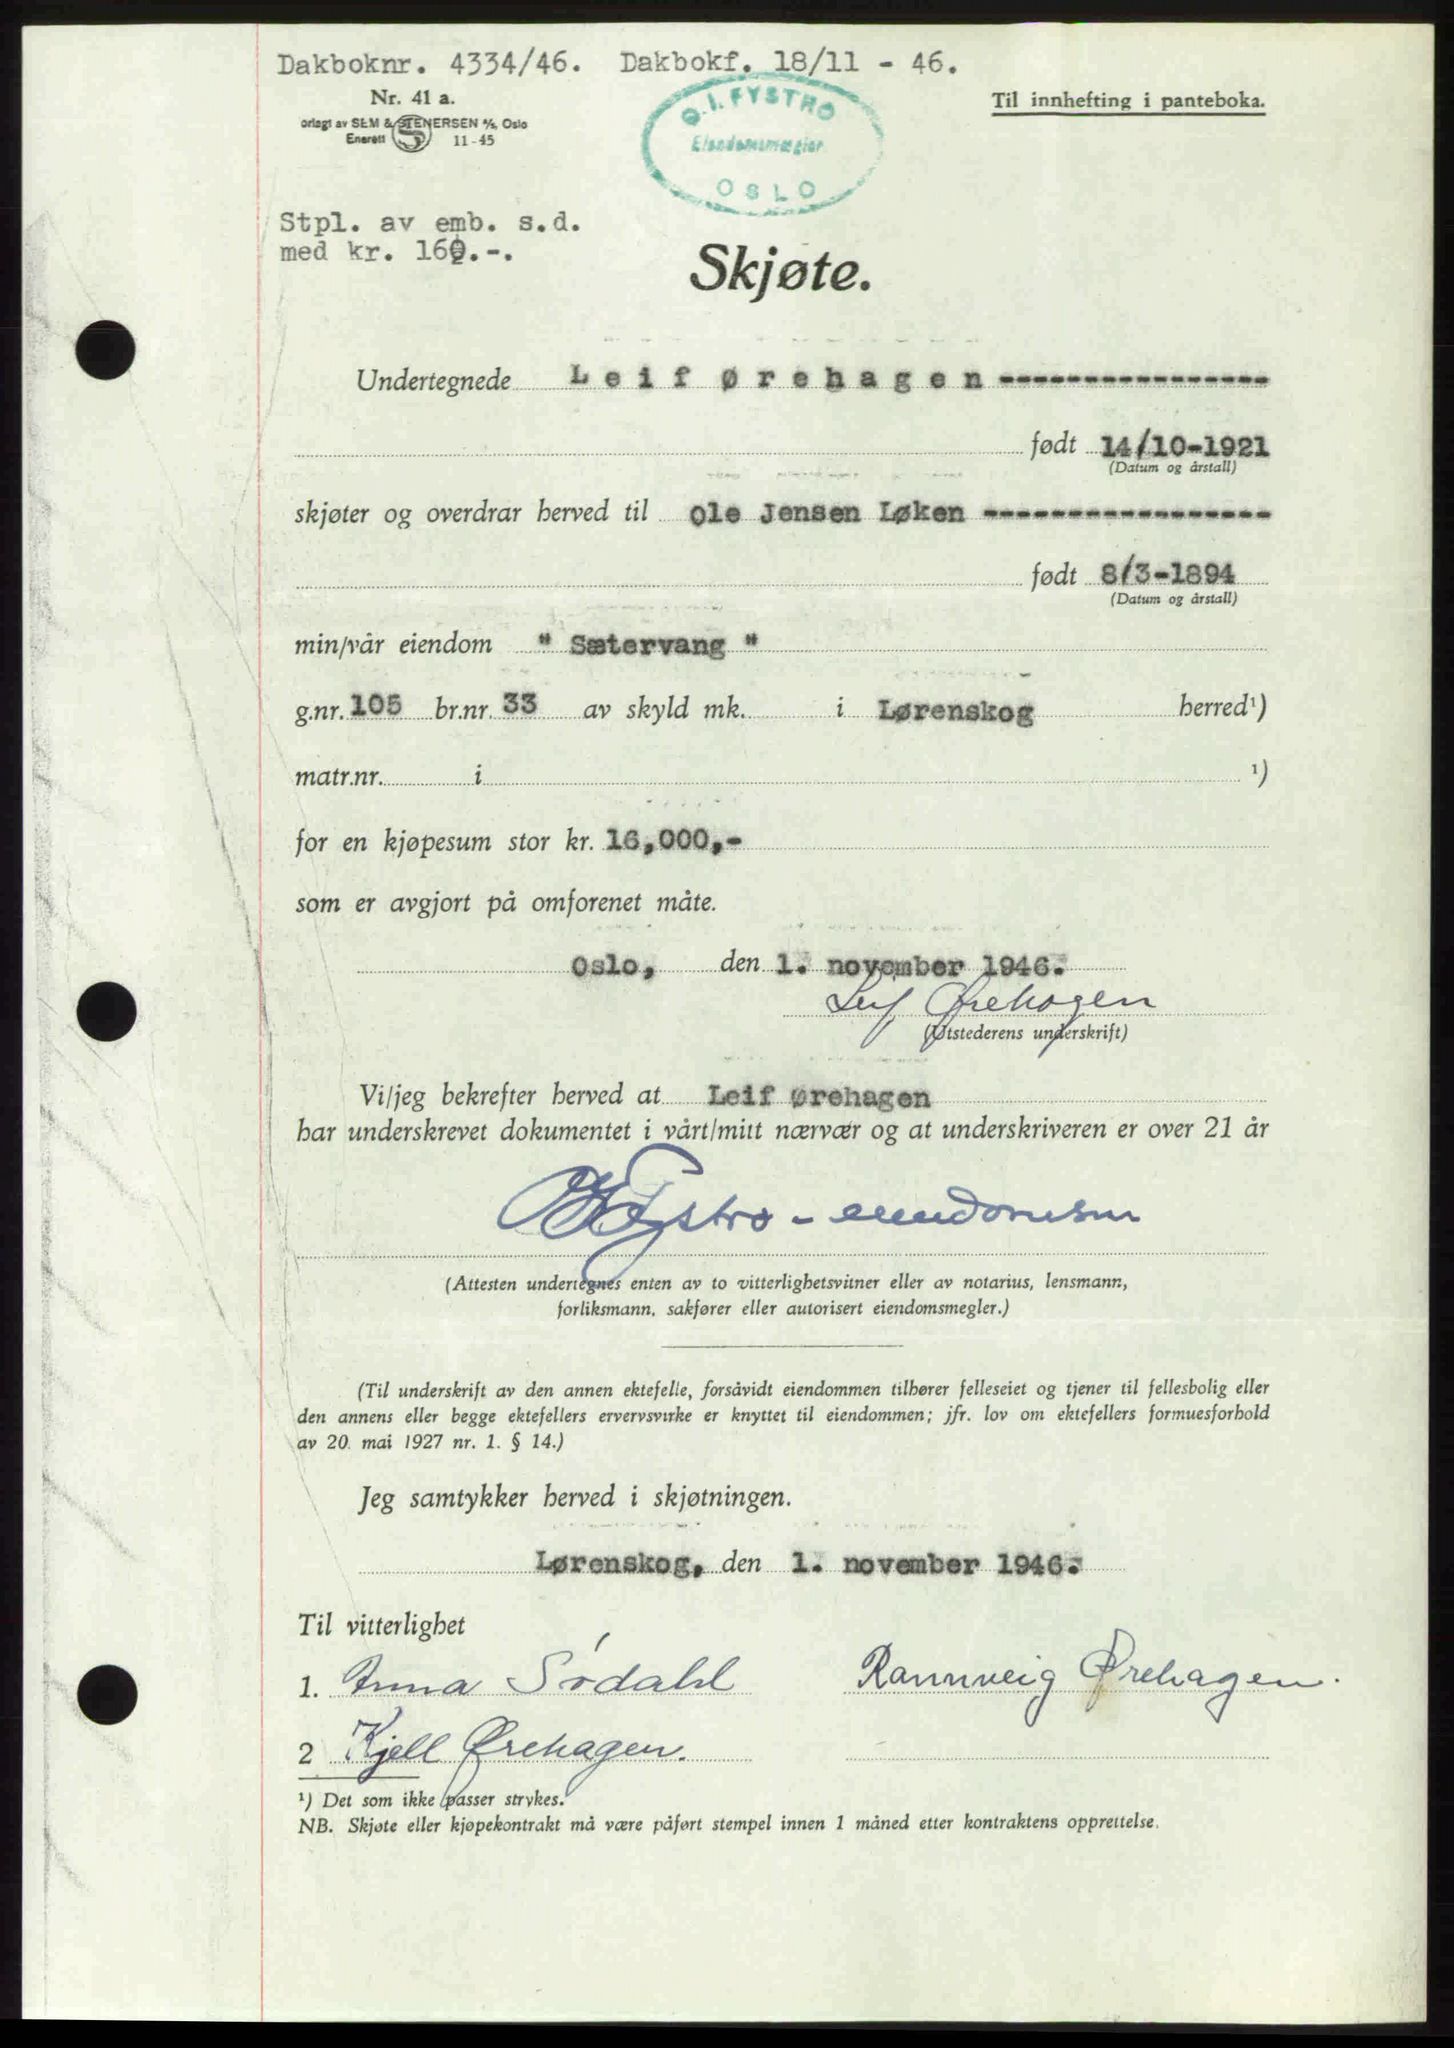 Dakboknr. 4334/46. Dakbokf. 18/11 - 46.
Nr. 41 a.
Til innhefting i panteboka.
orlagt av SEM & STENERSEN A/S, Oslo
Enerett S 11-45
O. I. FYSTRO
Eiendomsmægler
OSLO
Stpl. av emb. s.d.
med kr. 160.-.
Skjøte.
Undertegnede Leif Ørehagen ----------------
født 14/10-1921
(Datum og årstall)
skjøter og overdrar herved til Ole Jensen Løken -----------------
født 8/3-1894
(Datum og årstall)
min/vår eiendom " Sætervang "
g.nr. 105 br.nr. 33 av skyld mk. i Lørenskog herred¹)
matr.nr. i ¹)
for en kjøpesum stor kr. 16,000,-
som er avgjort på omforenet måte.
Oslo, den 1. november 1946.
Leif Ørehagen
(Utstederens underskrift)
Vi/jeg bekrefter herved at Leif Ørehagen
har underskrevet dokumentet i vårt/mitt nærvær og at underskriveren er over 21 år
Fystro -
(Attesten undertegnes enten av to vitterlighetsvitner eller av notarius, lensmann,
forliksmann, sakfører eller autorisert eiendomsmegler.)
(Til underskrift av den annen ektefelle, forsåvidt eiendommen tilhører felleseiet og tjener til fellesbolig eller
den annens eller begge ektefellers ervervsvirke er knyttet til eiendommen; jfr. lov om ektefellers formuesforhold
av 20. mai 1927 nr. 1. § 14.)
Jeg samtykker herved i skjøtningen.
Lørenskog, den 1. november 1946.
Til vitterlighet
1. Anna Sødahl Rannveig Ørehagen.
2 Kjell Ørehagen.
¹) Det som ikke passer strykes.
NB. Skjøte eller kjøpekontrakt må være påført stempel innen 1 måned etter kontraktens opprettelse.